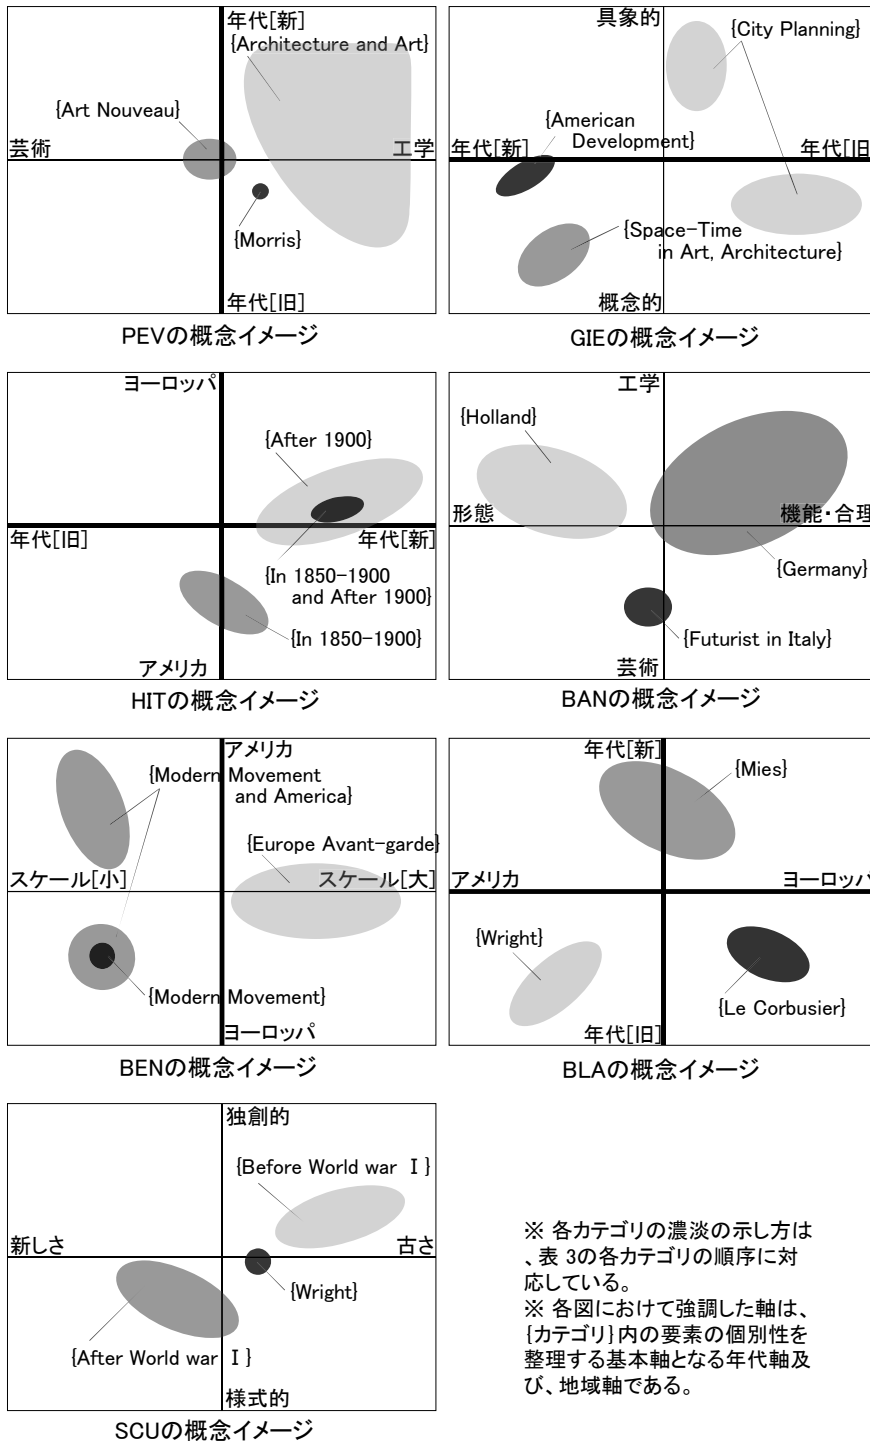 年代[新]
{Architecture and Art}
{Art Nouveau}
芸術
工学
{Morris}
年代[旧]
PEVの概念イメージ
具象的
{City Planning}
{American
Development}
年代[新]
年代[旧]
{Space-Time
in Art, Architecture}
概念的
GIEの概念イメージ
ヨーロッパ
{After 1900}
年代[旧]
年代[新]
{In 1850-1900
and After 1900}
{In 1850-1900}
アメリカ
HITの概念イメージ
工学
{Holland}
形態
機能・合理
{Germany}
{Futurist in Italy}
芸術
BANの概念イメージ
アメリカ
{Modern Movement
and America}
{Europe Avant-garde}
スケール[小]
スケール[大]
{Modern Movement}
ヨーロッパ
BENの概念イメージ
年代[新]
{Mies}
アメリカ
ヨーロッパ
{Wright}
{Le Corbusier}
年代[旧]
BLAの概念イメージ
独創的
{Before World war Ⅰ}
新しさ
古さ
{Wright}
{After World war Ⅰ}
様式的
SCUの概念イメージ
※ 各カテゴリの濃淡の示し方は
、表 3の各カテゴリの順序に対
応している。
※ 各図において強調した軸は、
{カテゴリ}内の要素の個別性を
整理する基本軸となる年代軸及
び、地域軸である。